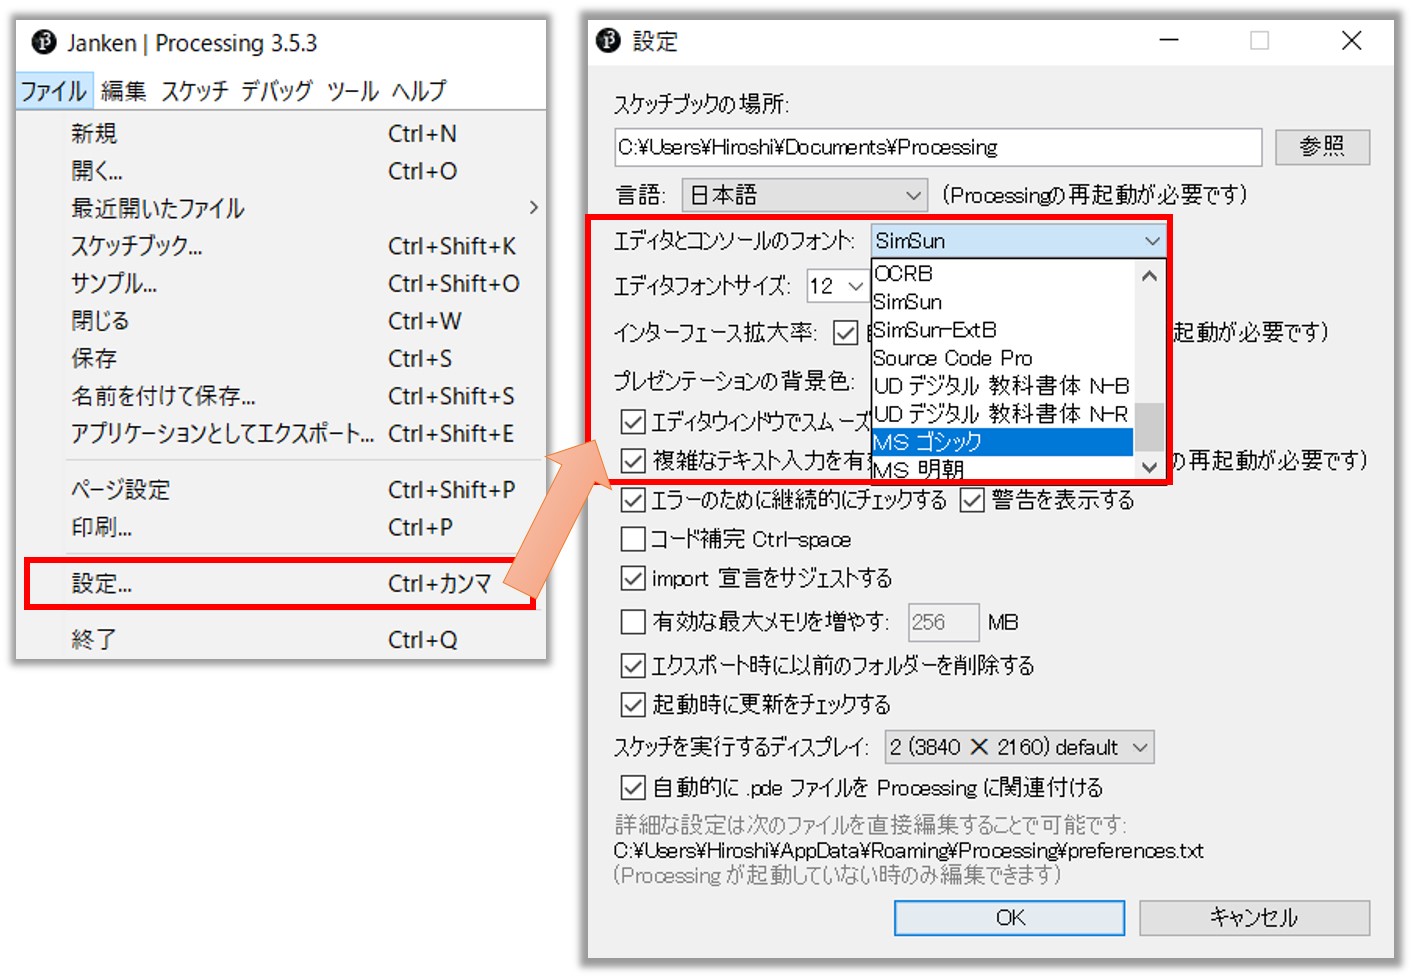 Janken | Processing 3.5.3
ファイル 編集 スケッチ デバッグ ツール ヘルプ
新規 Ctrl+N
開く... Ctrl+O
最近開いたファイル
スケッチブック... Ctrl+Shift+K
サンプル... Ctrl+Shift+O
閉じる Ctrl+W
保存 Ctrl+S
名前を付けて保存... Ctrl+Shift+S
アプリケーションとしてエクスポート... Ctrl+Shift+E
ページ設定 Ctrl+Shift+P
印刷... Ctrl+P
設定... Ctrl+カンマ
終了 Ctrl+Q
設定
スケッチブックの場所:
C:¥Users¥Hiroshi¥Documents¥Processing 参照
言語: 日本語 (Processingの再起動が必要です)
エディタとコンソールのフォント: SimSun
OCRB
SimSun
SimSun-ExtB
Source Code Pro
UD デジタル 教科書体 N-B
UD デジタル 教科書体 N-R
MS ゴシック
MS 明朝
エディタフォントサイズ: 12
インターフェース拡大率: 起動が必要です)
プレゼンテーションの背景色:
エディタウインドウでスムーズ
複雑なテキスト入力を有 の再起動が必要です)
エラーのために継続的にチェックする 警告を表示する
コード補完 Ctrl-space
import 宣言をサジェストする
有効な最大メモリを増やす: 256 MB
エクスポート時に以前のフォルダーを削除する
起動時に更新をチェックする
スケッチを実行するディスプレイ: 2 (3840 × 2160) default
自動的に .pde ファイルを Processing に関連付ける
詳細な設定は次のファイルを直接編集することで可能です:
C:¥Users¥Hiroshi¥AppData¥Roaming¥Processing¥preferences.txt
(Processing が起動していない時のみ編集できます)
OK キャンセル